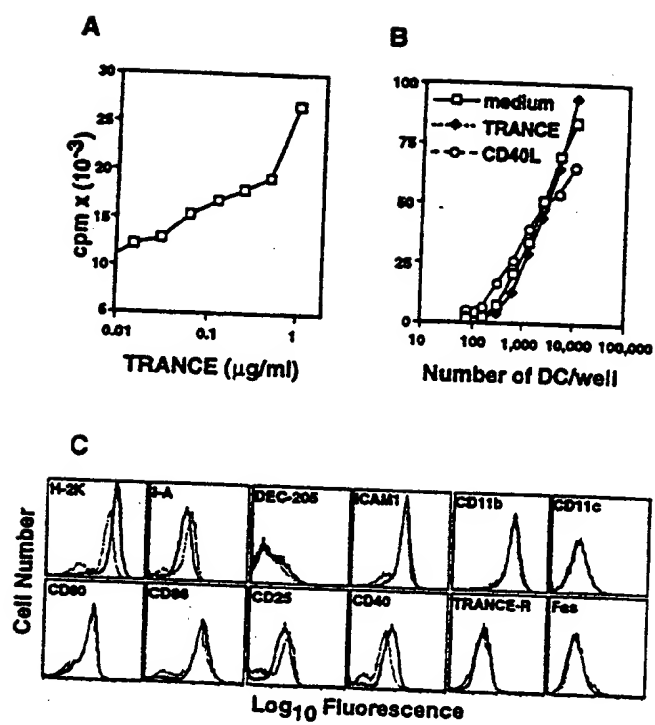 A
B
30
25
20
15
10
cpm x (10⁻³)
0.01
0.1
1
TRANCE (µg/ml)
100
75
50
25
0
medium
TRANCE
CD40L
10
100
1,000
10,000
100,000
Number of DC/well
C
Cell Number
H-2K
I-A
DEC-205
ICAM1
CD11b
CD11c
CD80
CD86
CD25
CD40
TRANCE-R
Fas
Log₁₀ Fluorescence